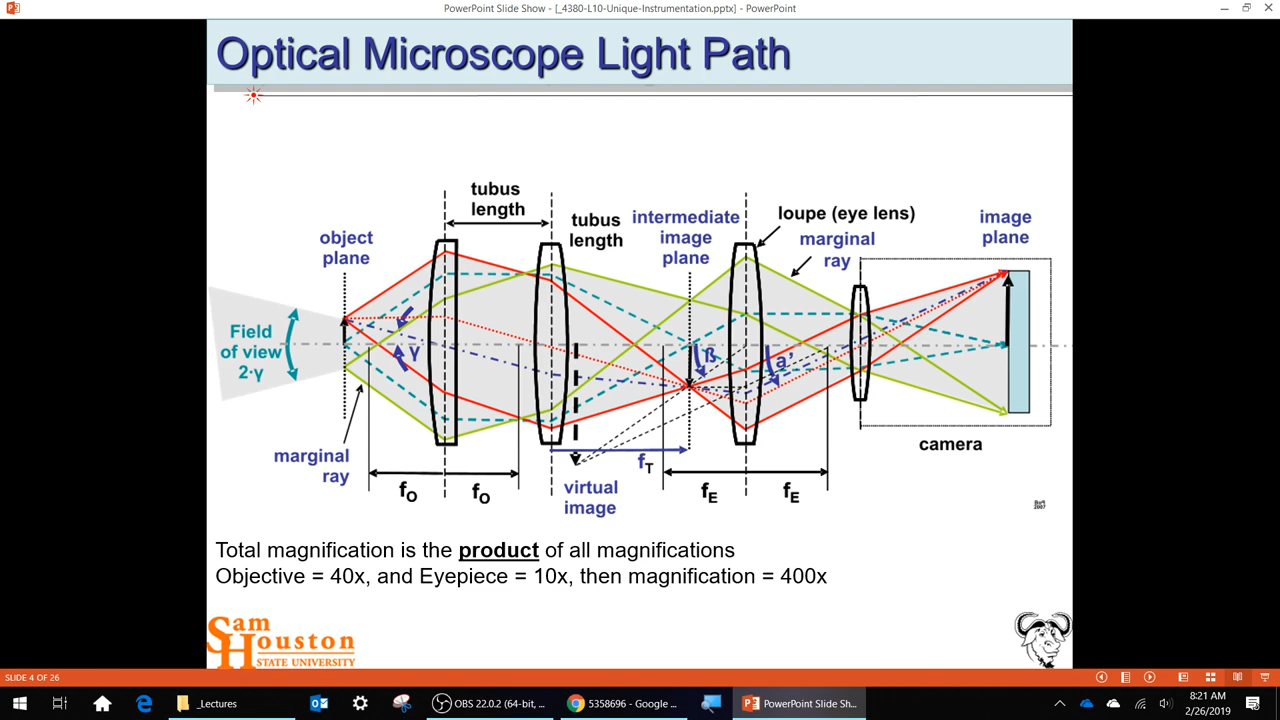 PowerPoint Slide Show - [_4380-L10-Unique-Instrumentation.pptx] - PowerPoint
Optical Microscope Light Path
tubus
length
tubus
length
intermediate
image
plane
loupe (eye lens)
marginal
ray
image
plane
object
plane
Field
of view
2·γ
γ
ß
a'
marginal
ray
fO
fO
virtual
image
fT
fE
fE
camera
Total magnification is the product of all magnifications
Objective = 40x, and Eyepiece = 10x, then magnification = 400x
Sam
Houston
STATE UNIVERSITY
SLIDE 4 OF 26
_Lectures
OBS 22.0.2 (64-bit, ...
5358696 - Google ...
PowerPoint Slide Sh...
8:21 AM
2/26/2019